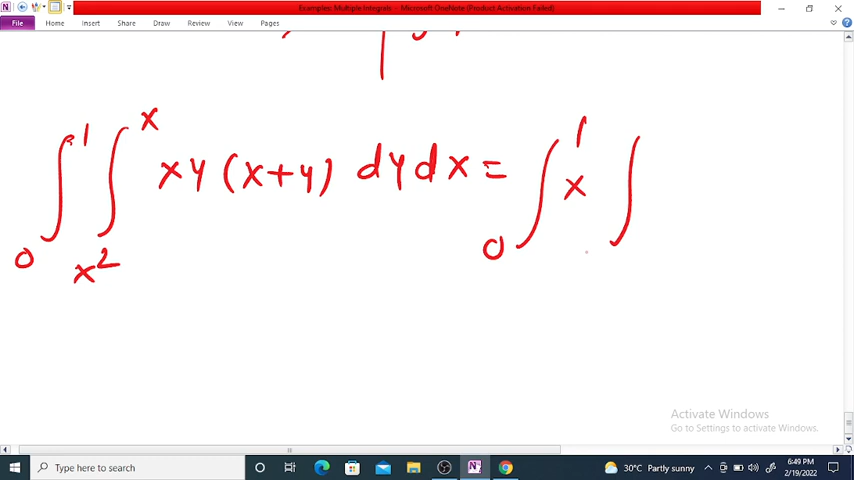 Examples: Multiple Integrals -- Microsoft OneNote (Product Activation Failed)
File Home Insert Share Draw Review View Pages
∫₀¹ ∫_{x²}^{x} xy (x+y) dy dx = ∫₀¹ x ∫
Activate Windows
Go to Settings to activate Windows.
Type here to search
30°C Partly sunny
6:49 PM
2/19/2022